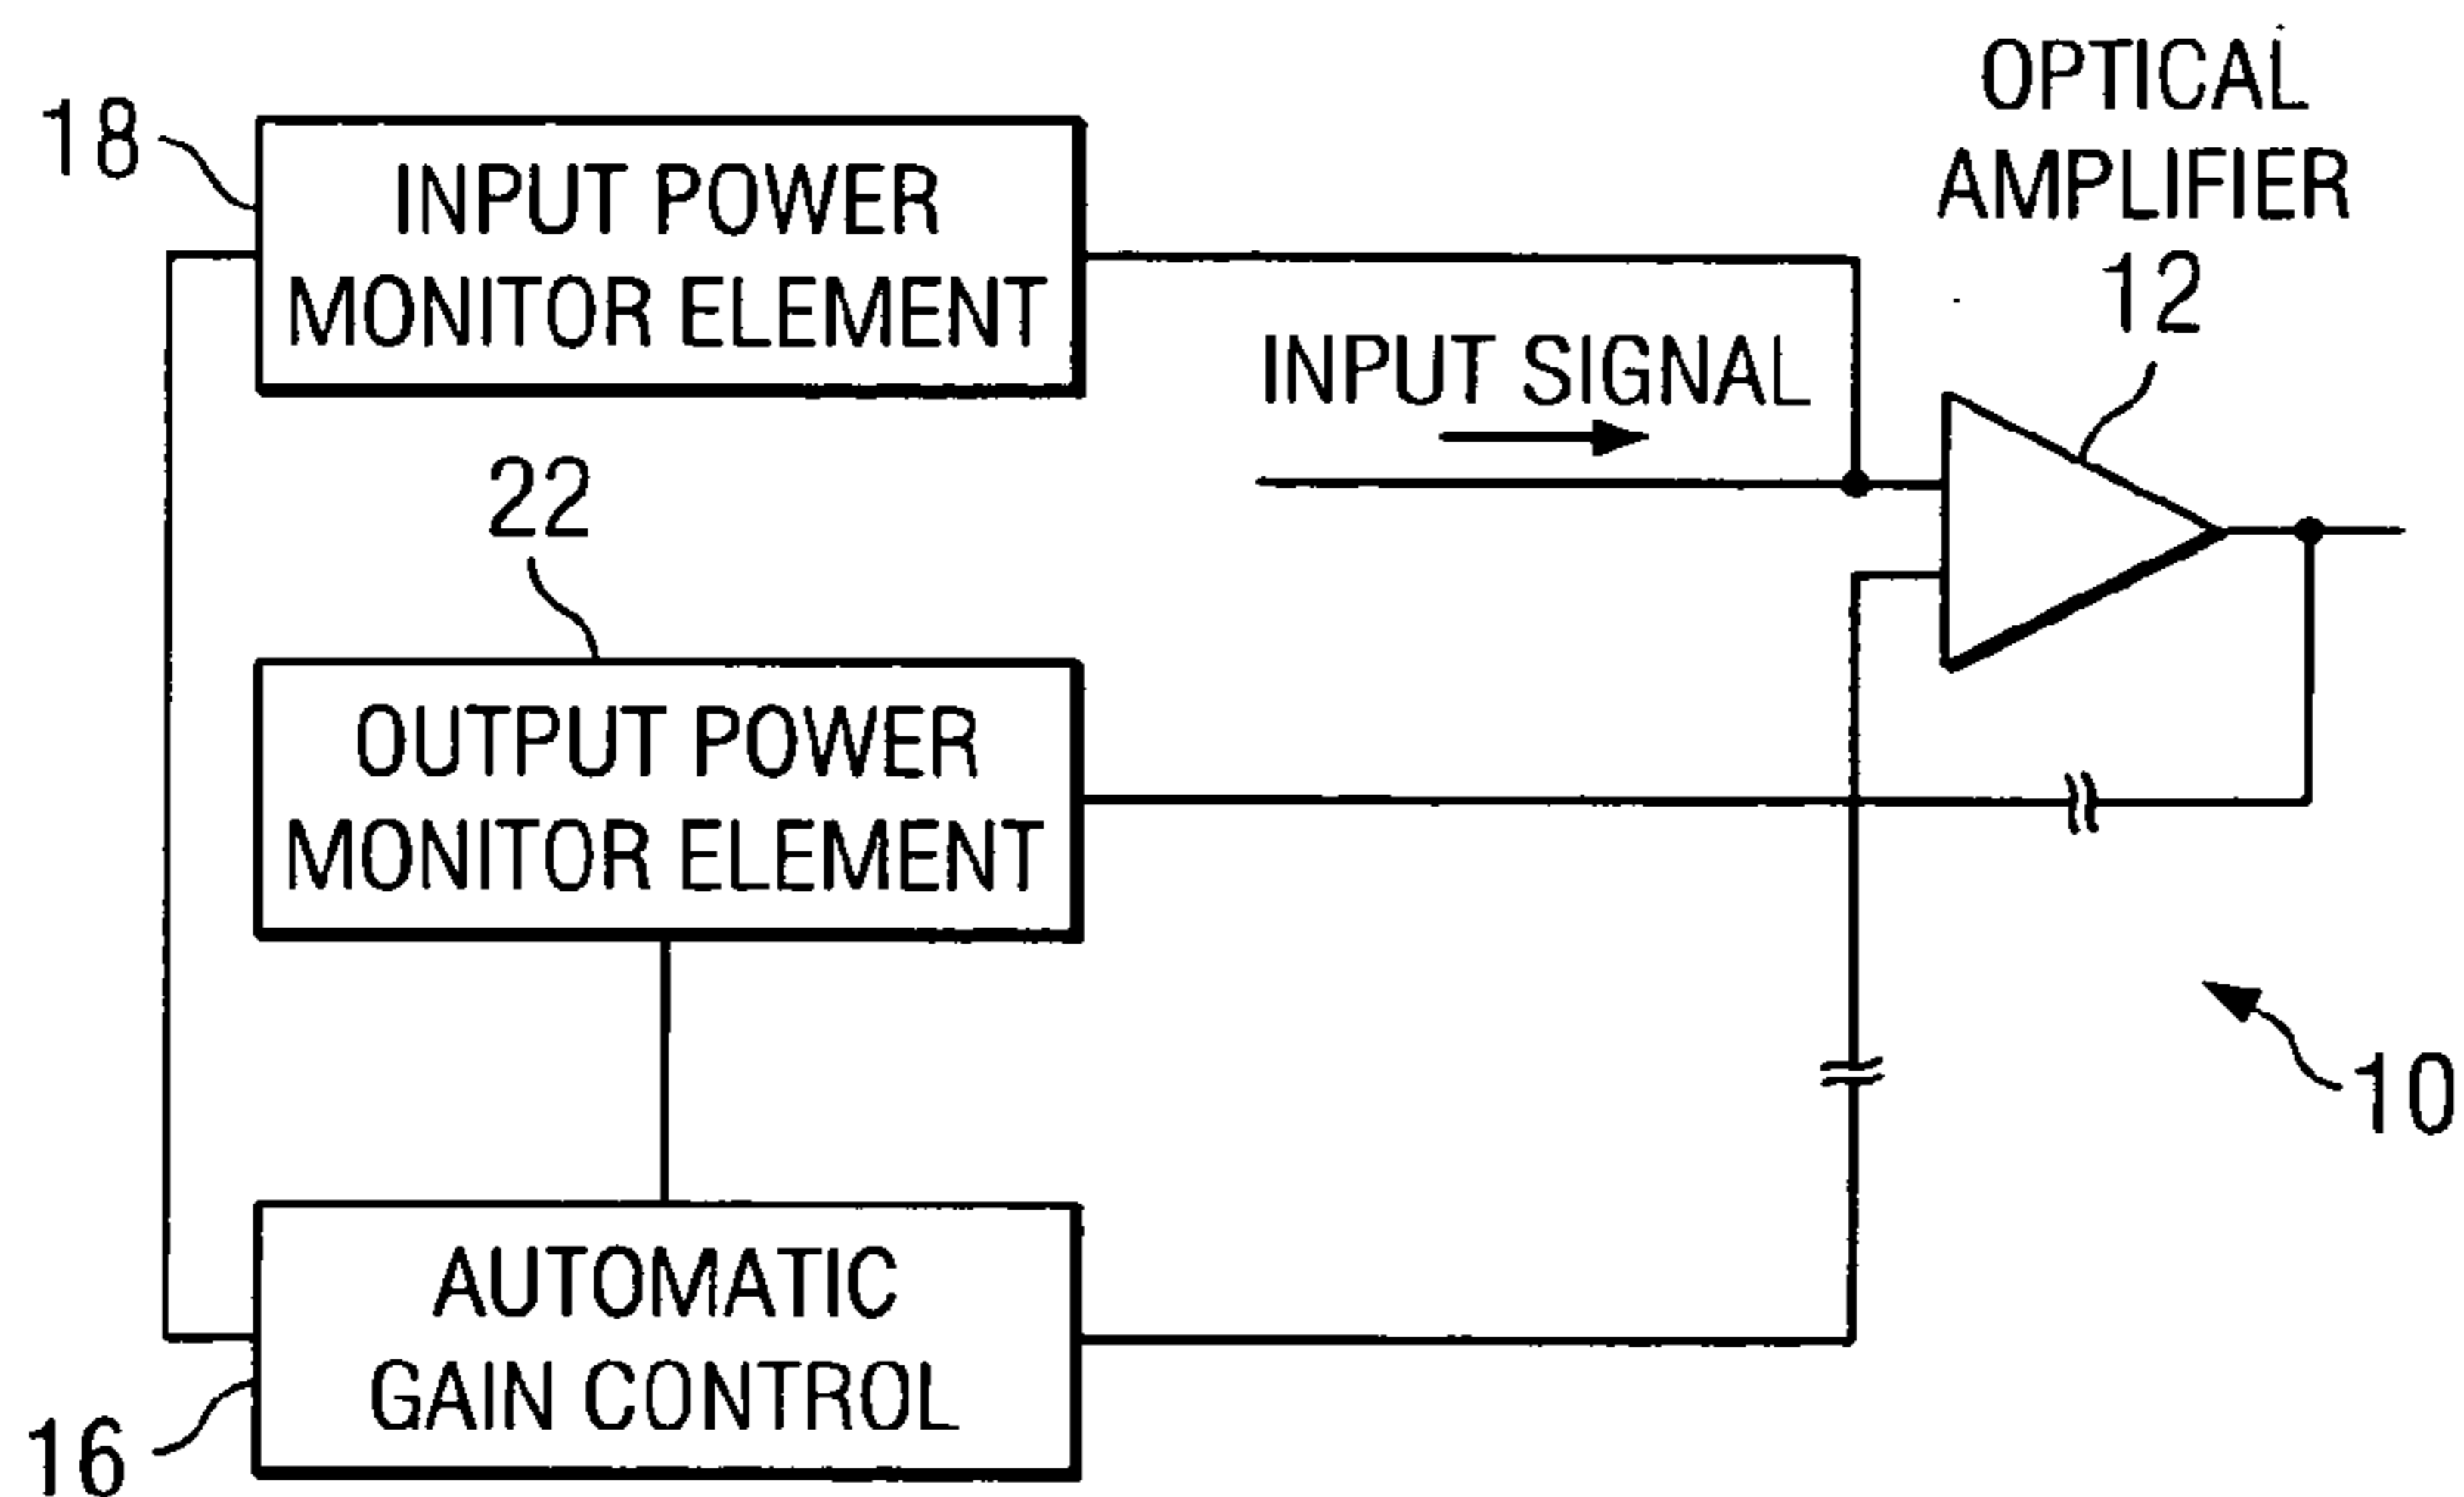 OPTICAL
AMPLIFIER
12
18
INPUT POWER
MONITOR ELEMENT
INPUT SIGNAL
22
OUTPUT POWER
MONITOR ELEMENT
10
AUTOMATIC
GAIN CONTROL
16